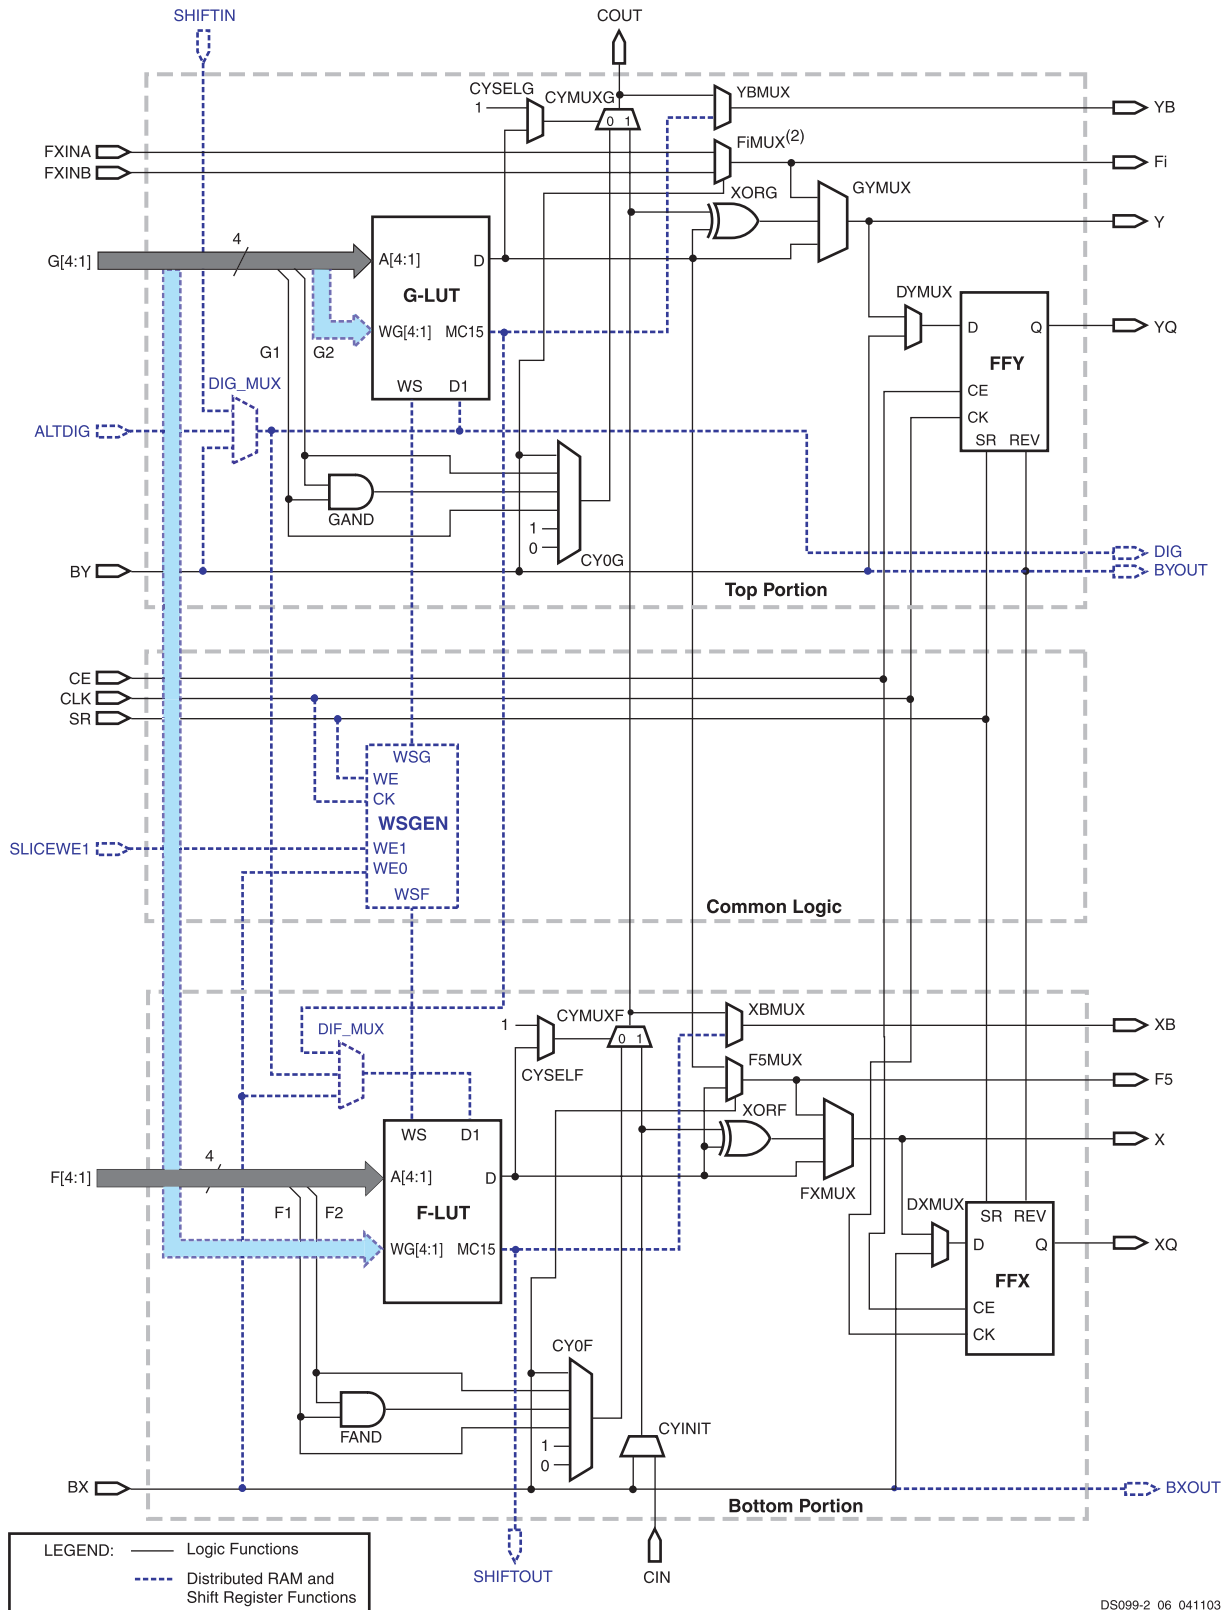 SHIFTIN
COUT
CYSELG
1
CYMUXG
0 1
YBMUX
YB
FXINA
FXINB
FiMUX(2)
Fi
XORG
GYMUX
Y
G[4:1]
4
A[4:1]
D
G-LUT
WG[4:1]
MC15
WS
D1
G1
G2
DYMUX
D
Q
FFY
CE
CK
SR
REV
YQ
DIG_MUX
ALTDIG
GAND
1
0
CY0G
DIG
BY
BYOUT
Top Portion
CE
CLK
SR
WSG
WE
CK
WSGEN
WE1
WE0
WSF
SLICEWE1
Common Logic
DIF_MUX
1
CYMUXF
0 1
CYSELF
XBMUX
XB
F5MUX
F5
XORF
X
FXMUX
WS
D1
F[4:1]
4
A[4:1]
D
F-LUT
WG[4:1]
MC15
F1
F2
DXMUX
SR
REV
D
Q
FFX
CE
CK
XQ
CY0F
FAND
1
0
CYINIT
BX
BXOUT
Bottom Portion
SHIFTOUT
CIN
LEGEND:
Logic Functions
Distributed RAM and
Shift Register Functions
DS099-2_06_041103